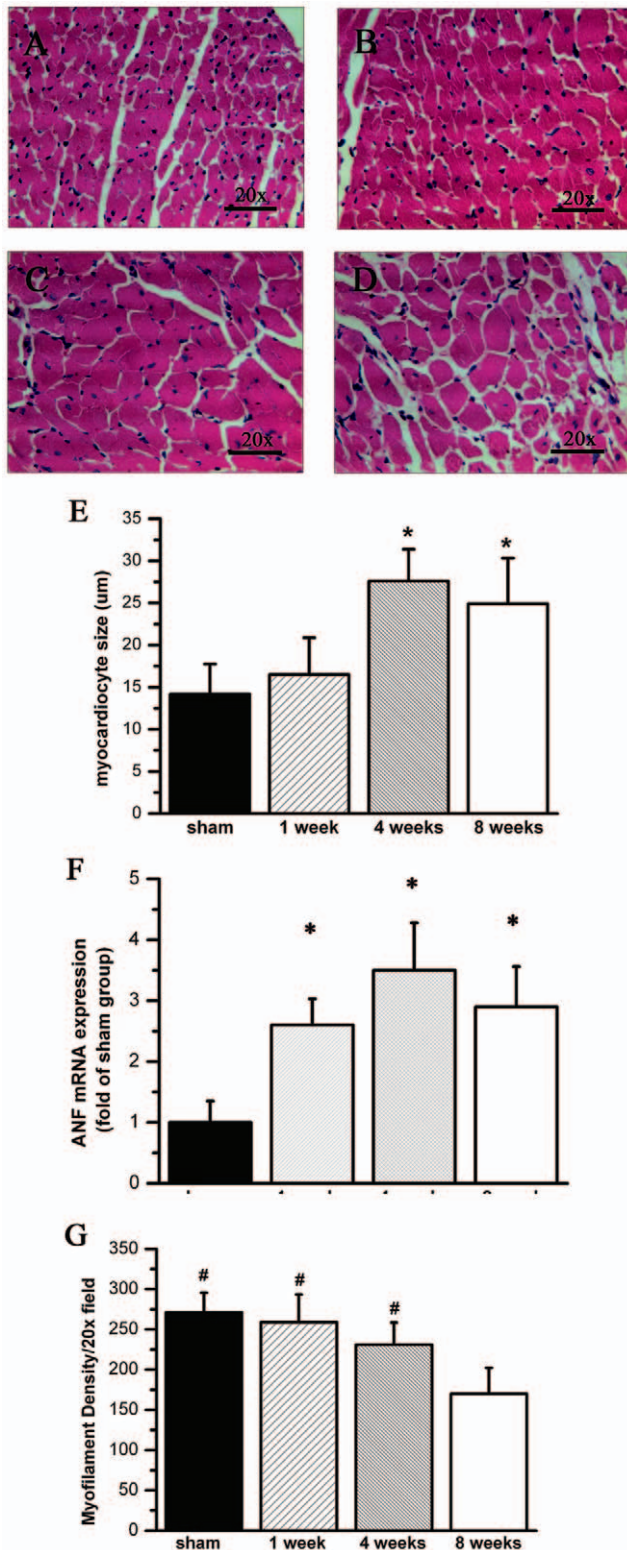 A
B
20x
20x
C
D
20x
20x
E
myocardiocyte size (um)
35
30
25
20
15
10
5
0
*
*
sham 1 week 4 weeks 8 weeks
F
ANF mRNA expression
(fold of sham group)
5
4
3
2
1
0
*
*
*
G
Myofilament Density/20x field
350
300
250
200
150
100
50
0
#
#
#
sham 1 week 4 weeks 8 weeks